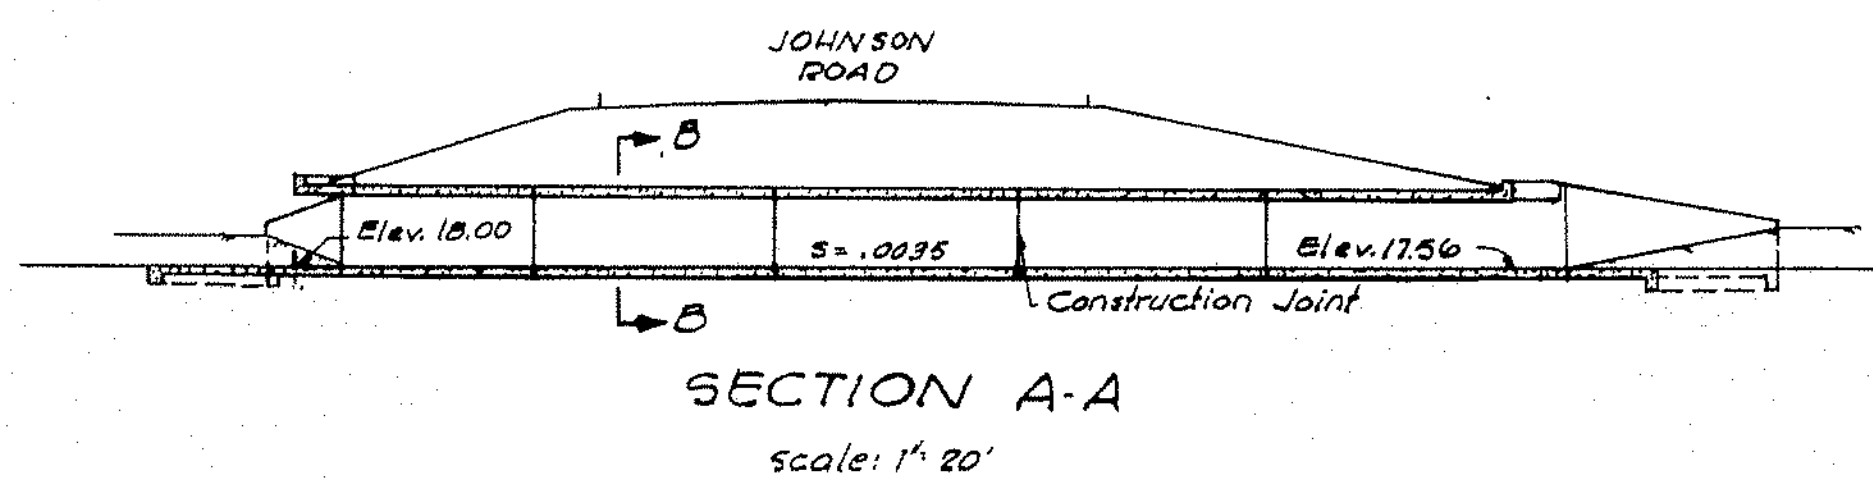 JOHNSON
ROAD
B
Elev. 18.00
S= .0035
Elev. 17.56
Construction Joint
B
SECTION A-A
scale: 1"= 20'